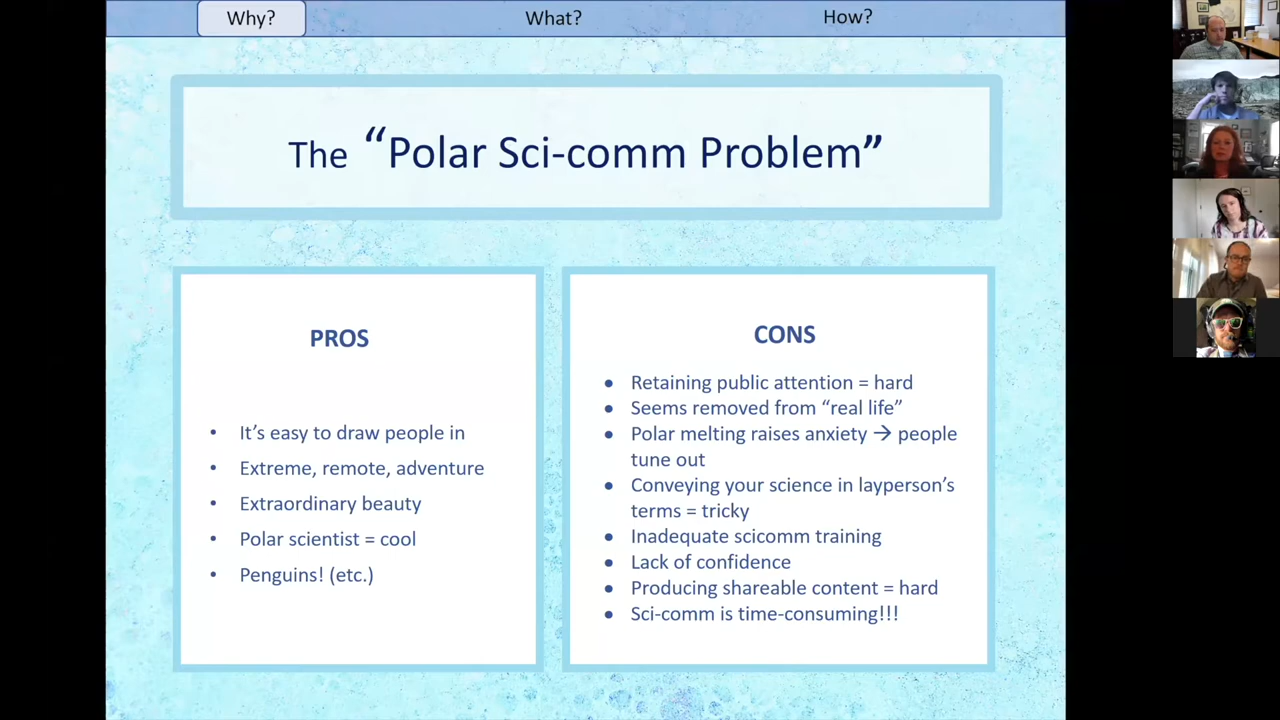 Why?
What?
How?
The “Polar Sci-comm Problem”
PROS
• It’s easy to draw people in
• Extreme, remote, adventure
• Extraordinary beauty
• Polar scientist = cool
• Penguins! (etc.)
CONS
● Retaining public attention = hard
● Seems removed from “real life”
● Polar melting raises anxiety → people
tune out
● Conveying your science in layperson’s
terms = tricky
● Inadequate scicomm training
● Lack of confidence
● Producing shareable content = hard
● Sci-comm is time-consuming!!!